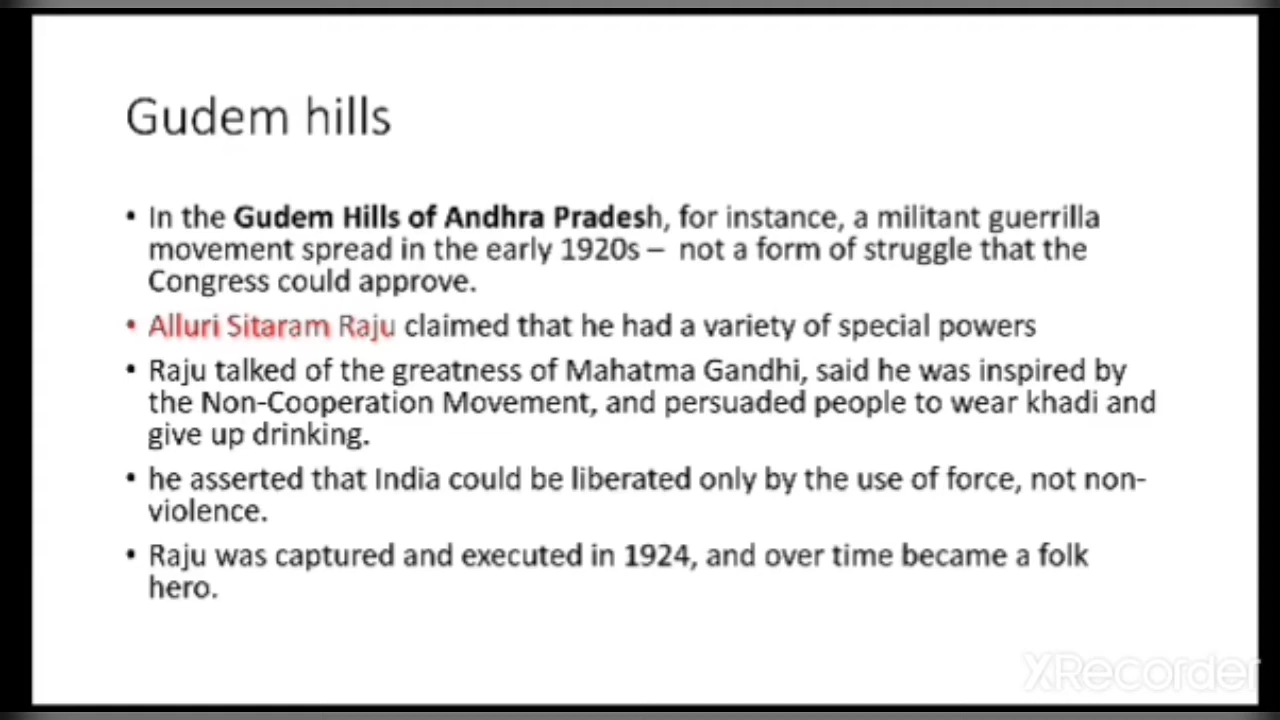 Gudem hills
• In the Gudem Hills of Andhra Pradesh, for instance, a militant guerrilla
movement spread in the early 1920s – not a form of struggle that the
Congress could approve.
• Alluri Sitaram Raju claimed that he had a variety of special powers
• Raju talked of the greatness of Mahatma Gandhi, said he was inspired by
the Non-Cooperation Movement, and persuaded people to wear khadi and
give up drinking.
• he asserted that India could be liberated only by the use of force, not non-
violence.
• Raju was captured and executed in 1924, and over time became a folk
hero.
XRecorder